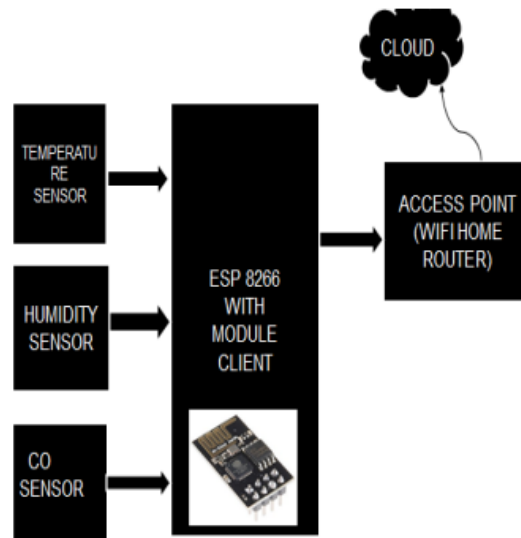 CLOUD
TEMPERATU
RE
SENSOR
ACCESS POINT
(WIFI HOME
ROUTER)
HUMIDITY
SENSOR
ESP 8266
WITH
MODULE
CLIENT
CO
SENSOR